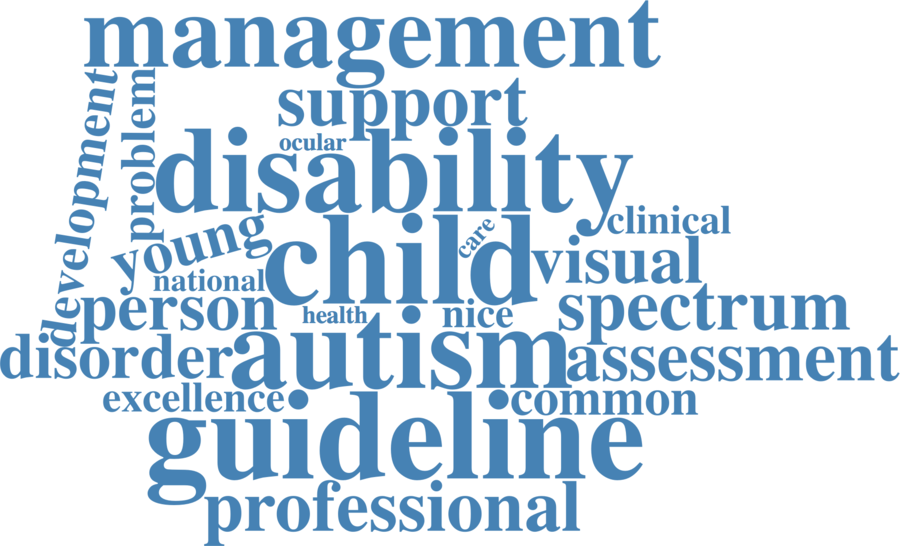 management
support
development
problem
ocular
disability
clinical
young
care
child
visual
national
person
health
nice
spectrum
disorder
autism
assessment
excellence
common
guideline
professional